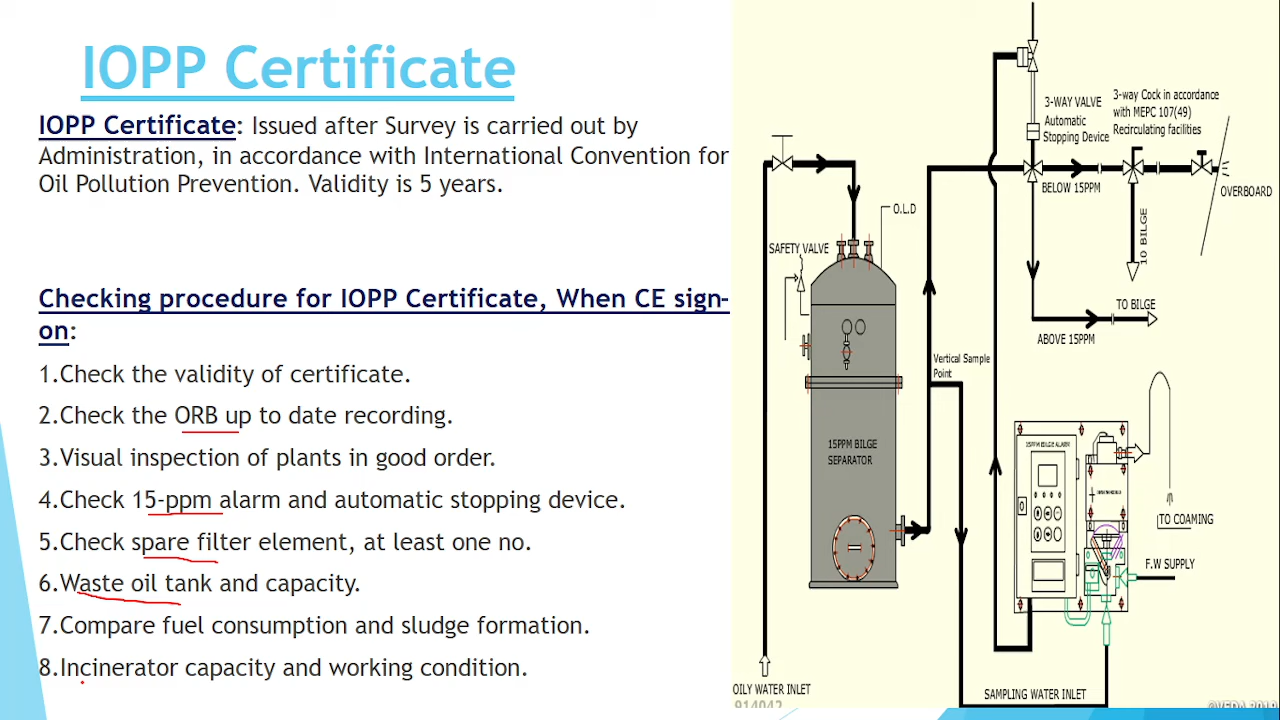 IOPP Certificate
IOPP Certificate: Issued after Survey is carried out by
Administration, in accordance with International Convention for
Oil Pollution Prevention. Validity is 5 years.
Checking procedure for IOPP Certificate, When CE sign-
on:
1.Check the validity of certificate.
2.Check the ORB up to date recording.
3.Visual inspection of plants in good order.
4.Check 15-ppm alarm and automatic stopping device.
5.Check spare filter element, at least one no.
6.Waste oil tank and capacity.
7.Compare fuel consumption and sludge formation.
8.Incinerator capacity and working condition.
3-WAY VALVE
Automatic
Stopping Device
3-way Cock in accordance
with MEPC 107(49)
Recirculating facilities
BELOW 15PPM
OVERBOARD
O.L.D
SAFETY VALVE
TO BILGE
TO BILGE
ABOVE 15PPM
Vertical Sample
Point
15PPM BILGE
SEPARATOR
15PPM BILGE ALARM
TO COAMING
F.W SUPPLY
OILY WATER INLET
SAMPLING WATER INLET
914042